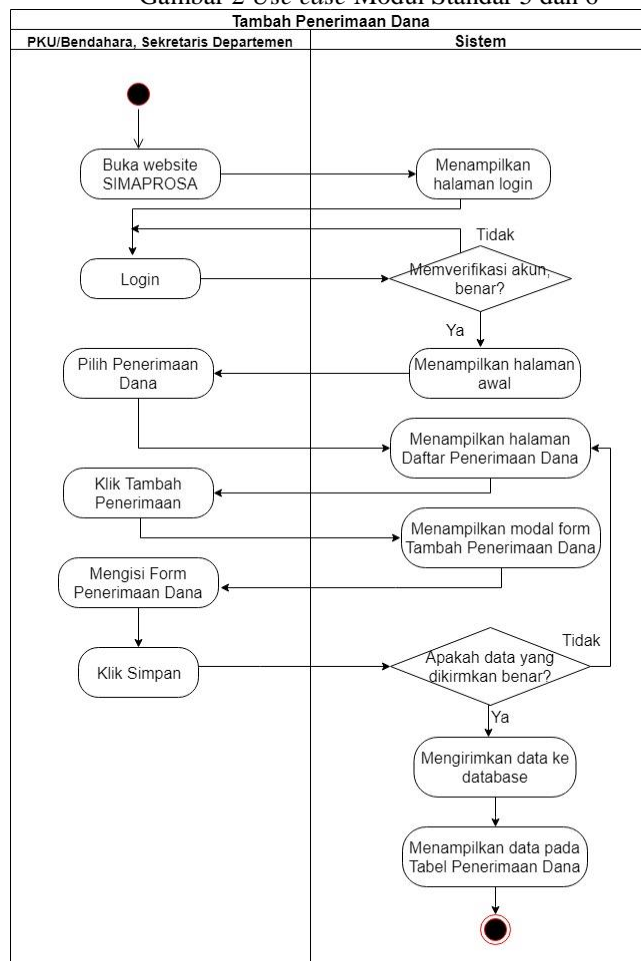 Gambar 2 Use case Modul Standar 5 dan 6
Tambah Penerimaan Dana
PKU/Bendahara, Sekretaris Departemen
Sistem
Buka website
SIMAPROSA
Menampilkan
halaman login
Tidak
Login
Memverifikasi akun,
benar?
Ya
Pilih Penerimaan
Dana
Menampilkan halaman
awal
Menampilkan halaman
Daftar Penerimaan Dana
Klik Tambah
Penerimaan
Menampilkan modal form
Tambah Penerimaan Dana
Mengisi Form
Penerimaan Dana
Tidak
Klik Simpan
Apakah data yang
dikirmkan benar?
Ya
Mengirimkan data ke
database
Menampilkan data pada
Tabel Penerimaan Dana